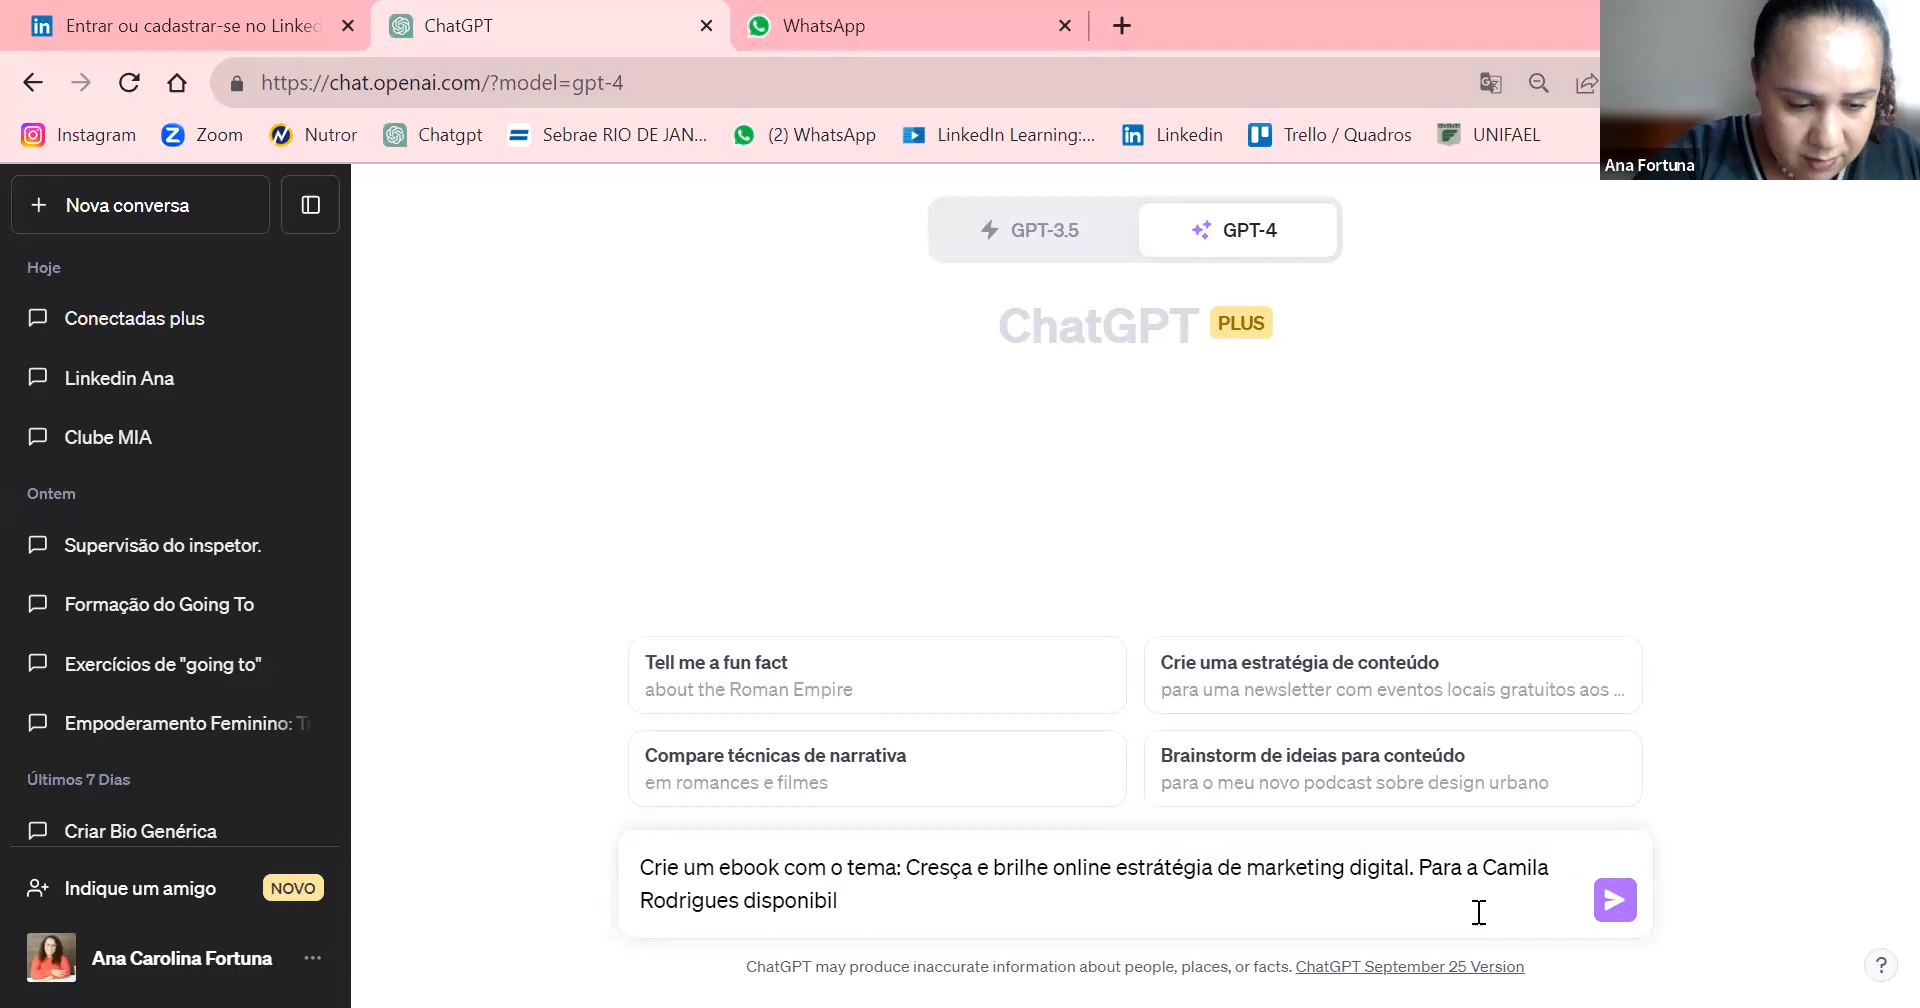 Entrar ou cadastrar-se no Linked
ChatGPT
WhatsApp
https://chat.openai.com/?model=gpt-4
Instagram
Zoom
Nutror
Chatgpt
Sebrae RIO DE JAN...
(2) WhatsApp
LinkedIn Learning:...
Linkedin
Trello / Quadros
UNIFAEL
Ana Fortuna
Nova conversa
Hoje
Conectadas plus
Linkedin Ana
Clube MIA
Ontem
Supervisão do inspetor.
Formação do Going To
Exercícios de "going to"
Empoderamento Feminino: T
Últimos 7 Dias
Criar Bio Genérica
Indique um amigo
NOVO
Ana Carolina Fortuna
GPT-3.5
GPT-4
ChatGPT PLUS
Tell me a fun fact
about the Roman Empire
Crie uma estratégia de conteúdo
para uma newsletter com eventos locais gratuitos aos ...
Compare técnicas de narrativa
em romances e filmes
Brainstorm de ideias para conteúdo
para o meu novo podcast sobre design urbano
Crie um ebook com o tema: Cresça e brilhe online estrátégia de marketing digital. Para a Camila
Rodrigues disponibil
ChatGPT may produce inaccurate information about people, places, or facts. ChatGPT September 25 Version
?